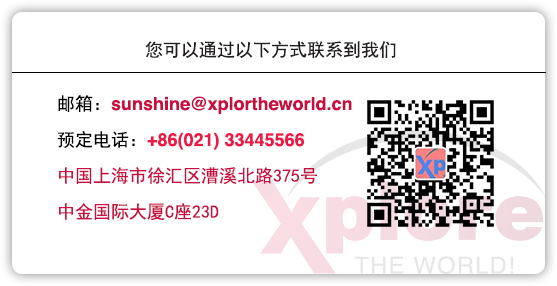 您可以通过以下方式联系到我们
邮箱：sunshine@xplortheworld.cn
预定电话：+86(021) 33445566
中国上海市徐汇区漕溪北路375号
中金国际大厦C座23D
Xp
Xplore
THE WORLD!